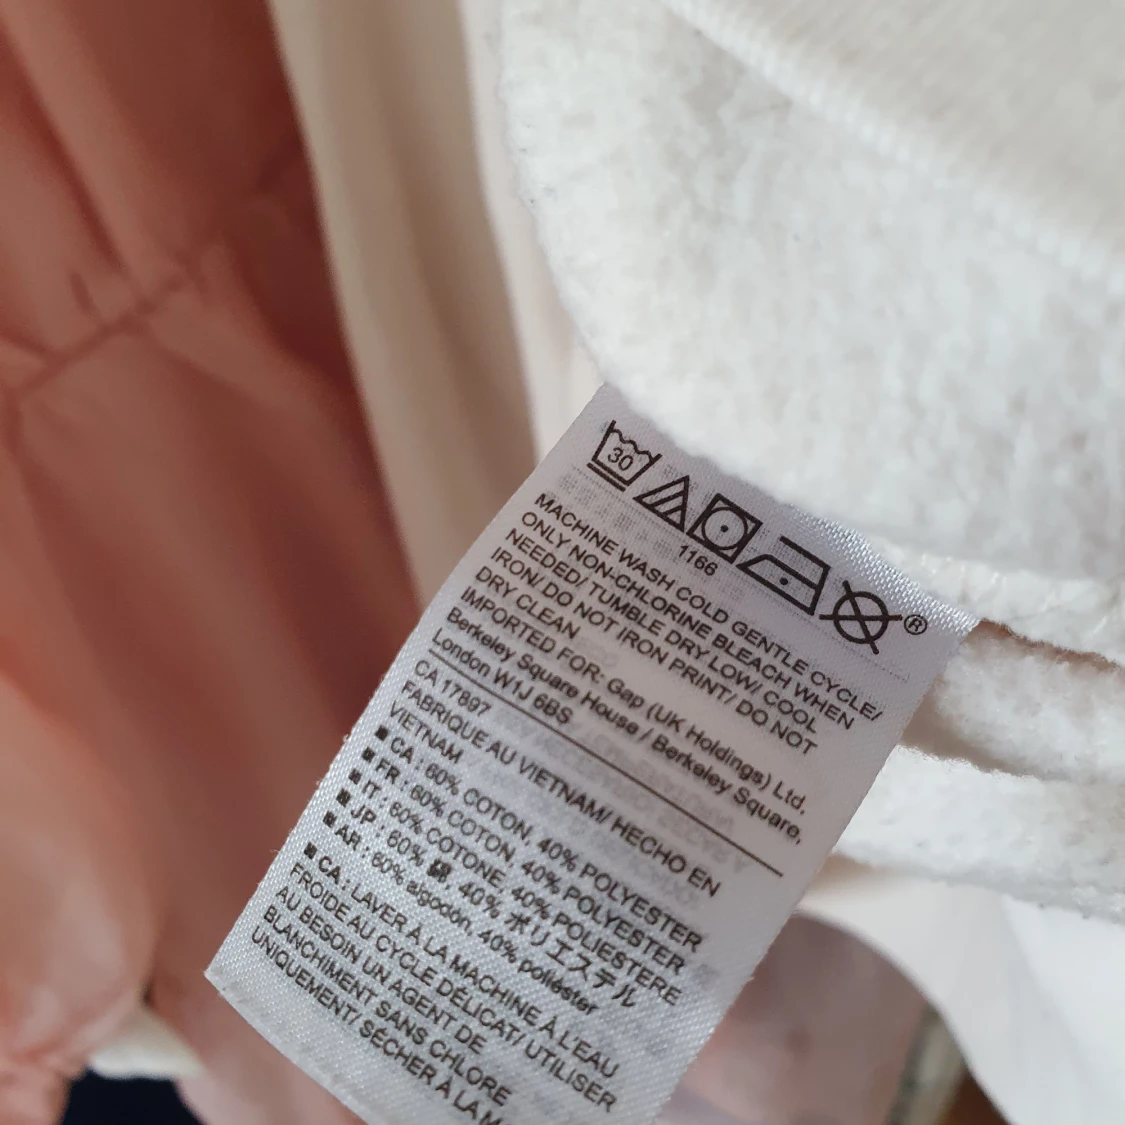 30
1166
®
MACHINE WASH COLD GENTLE CYCLE/
ONLY NON-CHLORINE BLEACH WHEN
NEEDED/ TUMBLE DRY LOW/ COOL
IRON/ DO NOT IRON PRINT/ DO NOT
DRY CLEAN
IMPORTED FOR: Gap (UK Holdings) Ltd.
Berkeley Square House / Berkeley Square,
London W1J 6BS
CA 17897
FABRIQUE AU VIETNAM/ HECHO EN
VIETNAM
■ CA : 60% COTON, 40% POLYESTER
■ FR : 60% COTON, 40% POLYESTER
■ IT : 60% COTONE, 40% POLIESTERE
■ JP : 60% 綿, 40% ポリエステル
■ AR : 60% algodón, 40% poliéster
■ CA : LAVER À LA MACHINE À L'EAU
FROIDE AU CYCLE DÉLICAT/ UTILISER
AU BESOIN UN AGENT DE
BLANCHIMENT SANS CHLORE
UNIQUEMENT/ SÉCHER À LA M